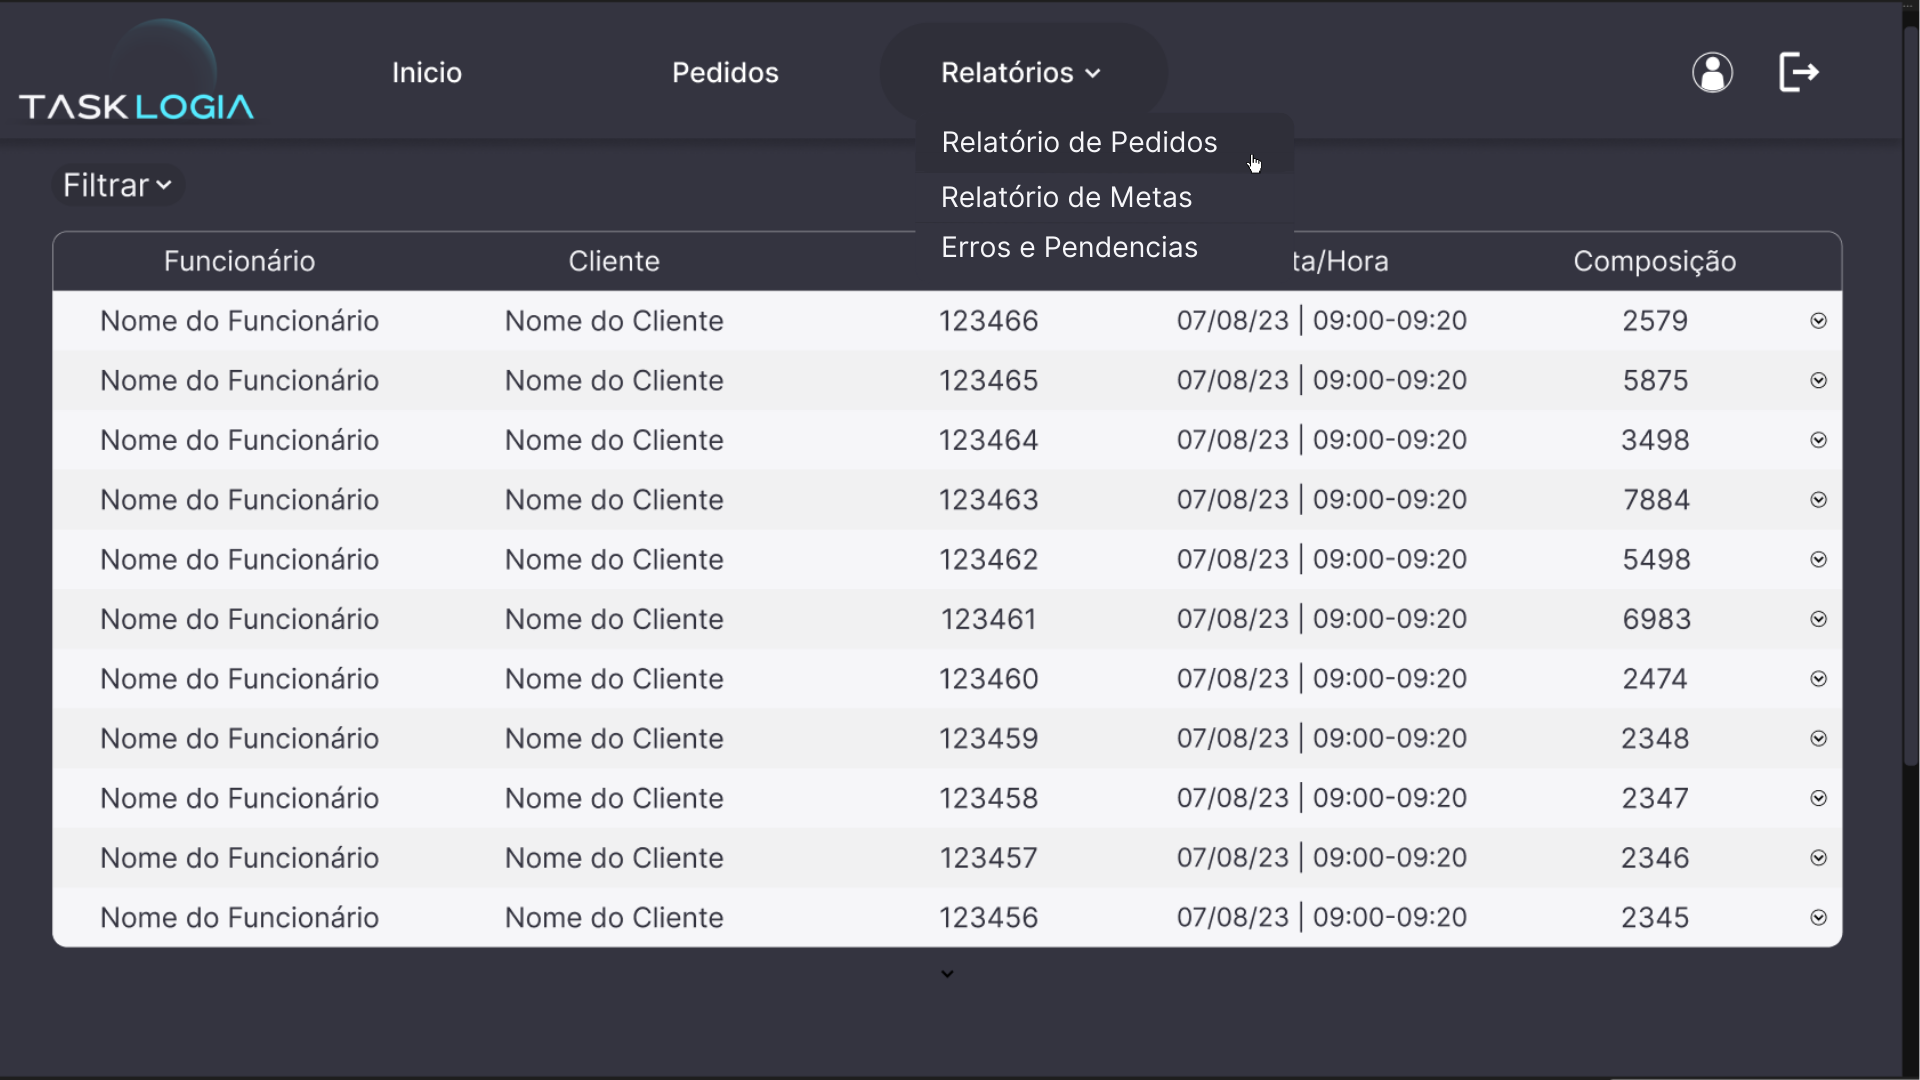 TASKLOGIA
Inicio Pedidos Relatórios
Relatório de Pedidos
Relatório de Metas
Erros e Pendencias
Filtrar
Funcionário Cliente ta/Hora Composição
Nome do Funcionário Nome do Cliente 123466 07/08/23 | 09:00-09:20 2579
Nome do Funcionário Nome do Cliente 123465 07/08/23 | 09:00-09:20 5875
Nome do Funcionário Nome do Cliente 123464 07/08/23 | 09:00-09:20 3498
Nome do Funcionário Nome do Cliente 123463 07/08/23 | 09:00-09:20 7884
Nome do Funcionário Nome do Cliente 123462 07/08/23 | 09:00-09:20 5498
Nome do Funcionário Nome do Cliente 123461 07/08/23 | 09:00-09:20 6983
Nome do Funcionário Nome do Cliente 123460 07/08/23 | 09:00-09:20 2474
Nome do Funcionário Nome do Cliente 123459 07/08/23 | 09:00-09:20 2348
Nome do Funcionário Nome do Cliente 123458 07/08/23 | 09:00-09:20 2347
Nome do Funcionário Nome do Cliente 123457 07/08/23 | 09:00-09:20 2346
Nome do Funcionário Nome do Cliente 123456 07/08/23 | 09:00-09:20 2345